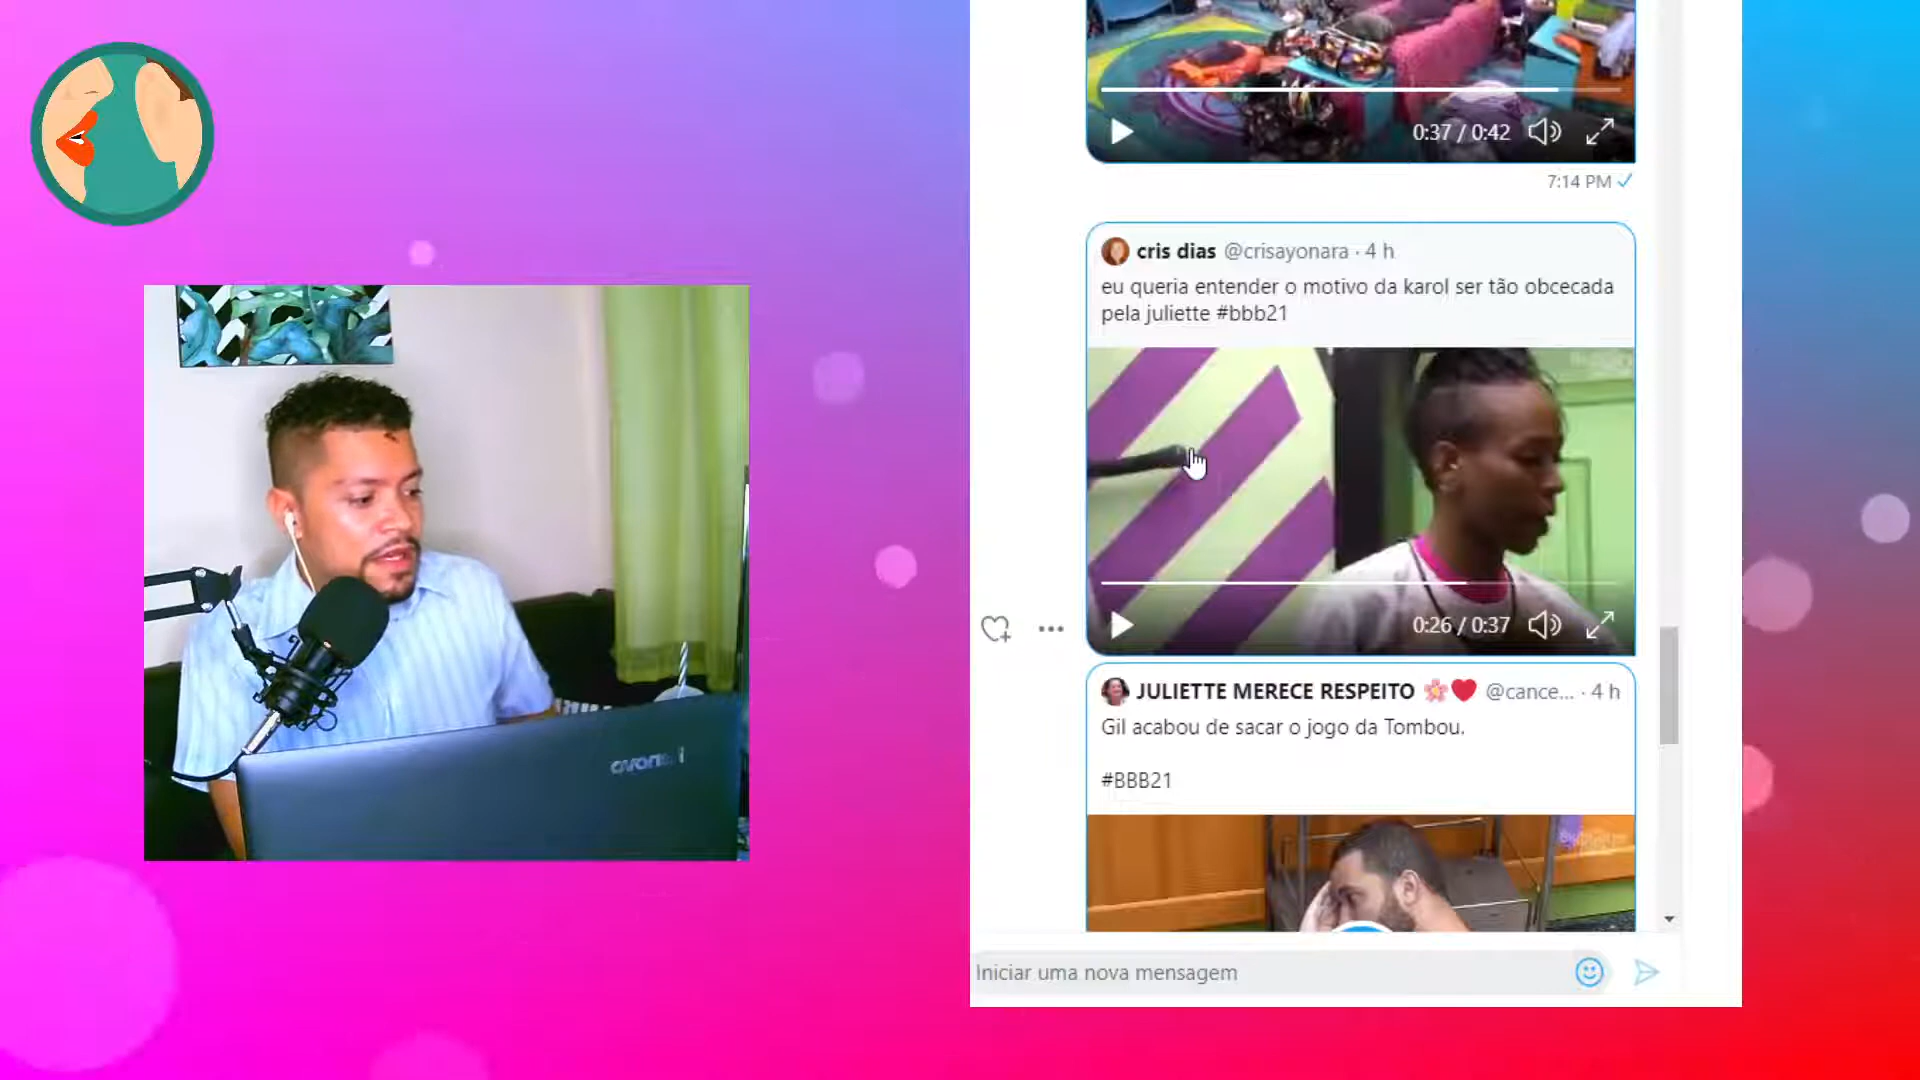 0:37 / 0:42
7:14 PM
cris dias @crisayonara · 4 h
eu queria entender o motivo da karol ser tão obcecada
pela juliette #bbb21
0:26 / 0:37
JULIETTE MERECE RESPEITO 🌸❤️ @cance... · 4 h
Gil acabou de sacar o jogo da Tombou.
#BBB21
Iniciar uma nova mensagem